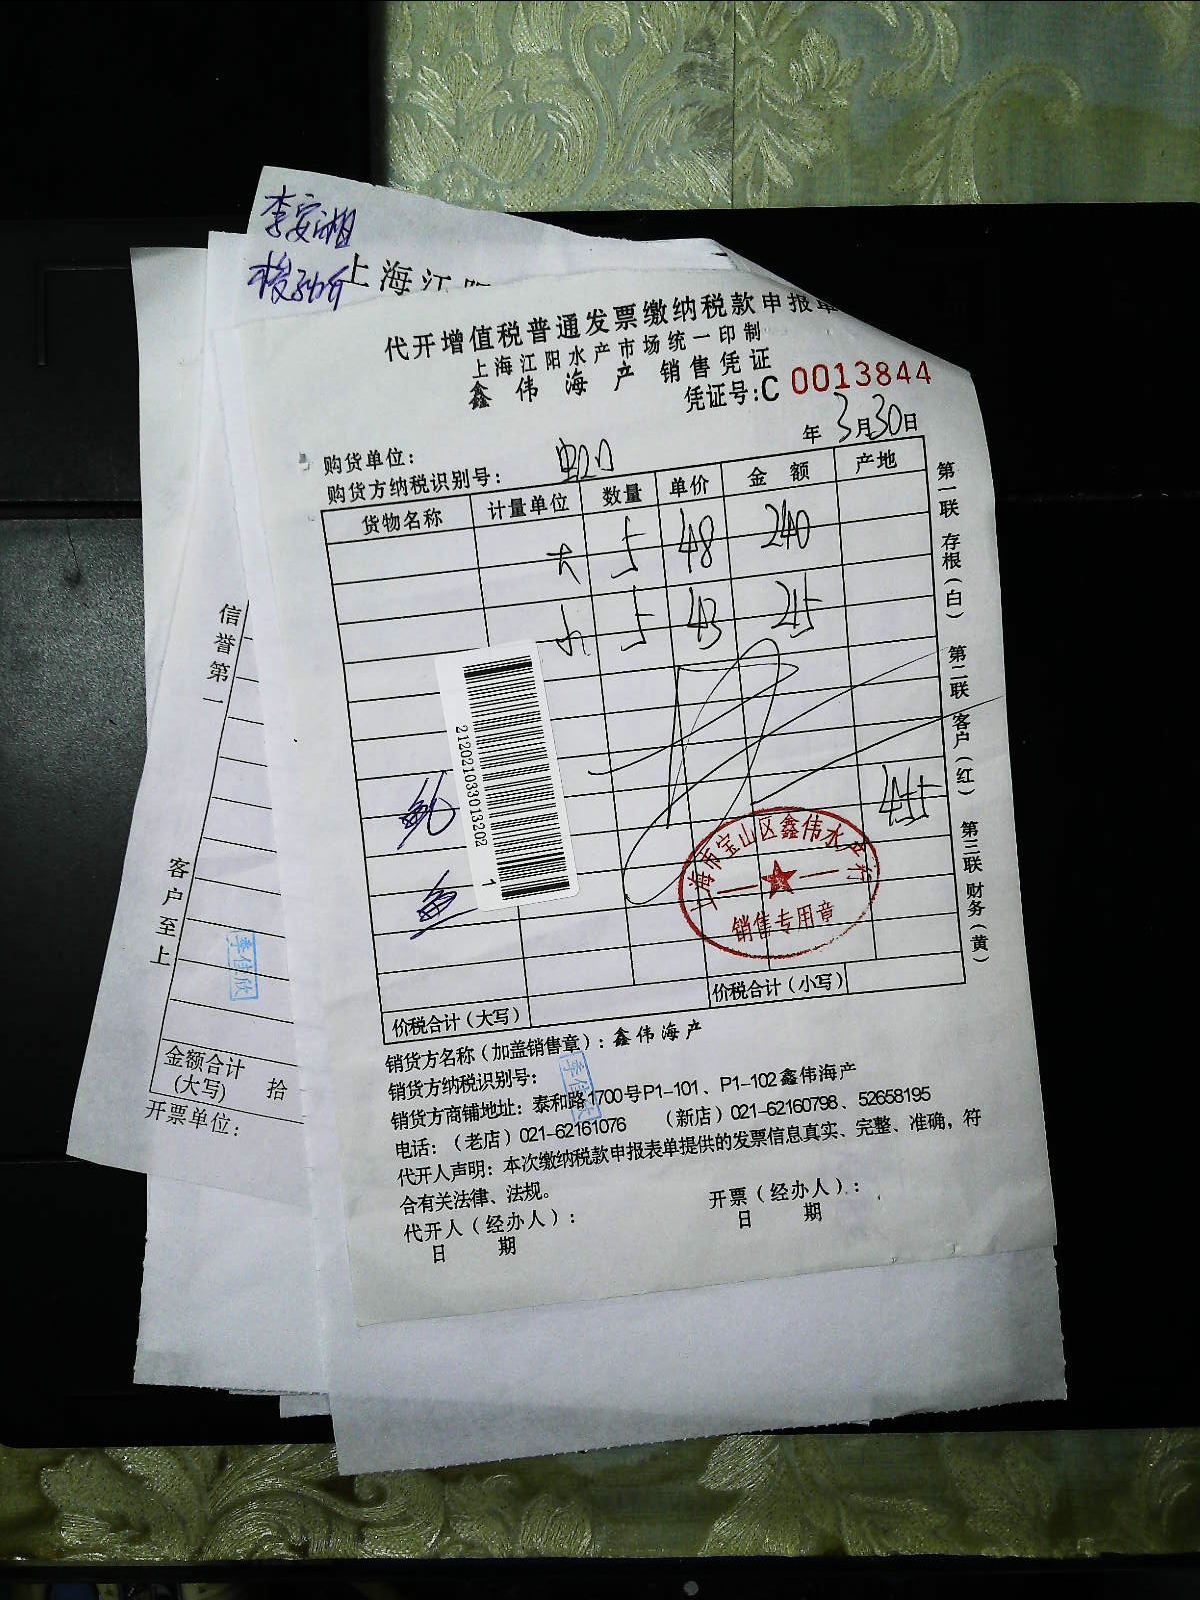 李安湘
上海江
代开增值税普通发票缴纳税款申报单
上海江阳水产市场统一印制
鑫伟海产 销售凭证
凭证号:C 0013844
年3月30日
购货单位:
购货方纳税识别号: 虹口
货物名称 计量单位 数量 单价 金额 产地
大 5 48 240
小 5 43 215
455
鲍
鱼
212021033013202 1
上海市宝山区鑫伟水产行
销售专用章
价税合计(大写) 价税合计(小写)
销货方名称(加盖销售章):鑫伟海产
销货方纳税识别号:
销货方商铺地址:泰和路1700号P1-101、P1-102鑫伟海产
电话:(老店)021-62161076 (新店)021-62160798、52658195
代开人声明:本次缴纳税款申报表单提供的发票信息真实、完整、准确,符
合有关法律、法规。
代开人(经办人): 开票(经办人):
日期 日期
第一联 存根(白) 第二联 客户(红) 第三联 财务(黄)
李佳欣
信誉第一
客户至上
李佳欣
金额合计
(大写) 拾
开票单位: